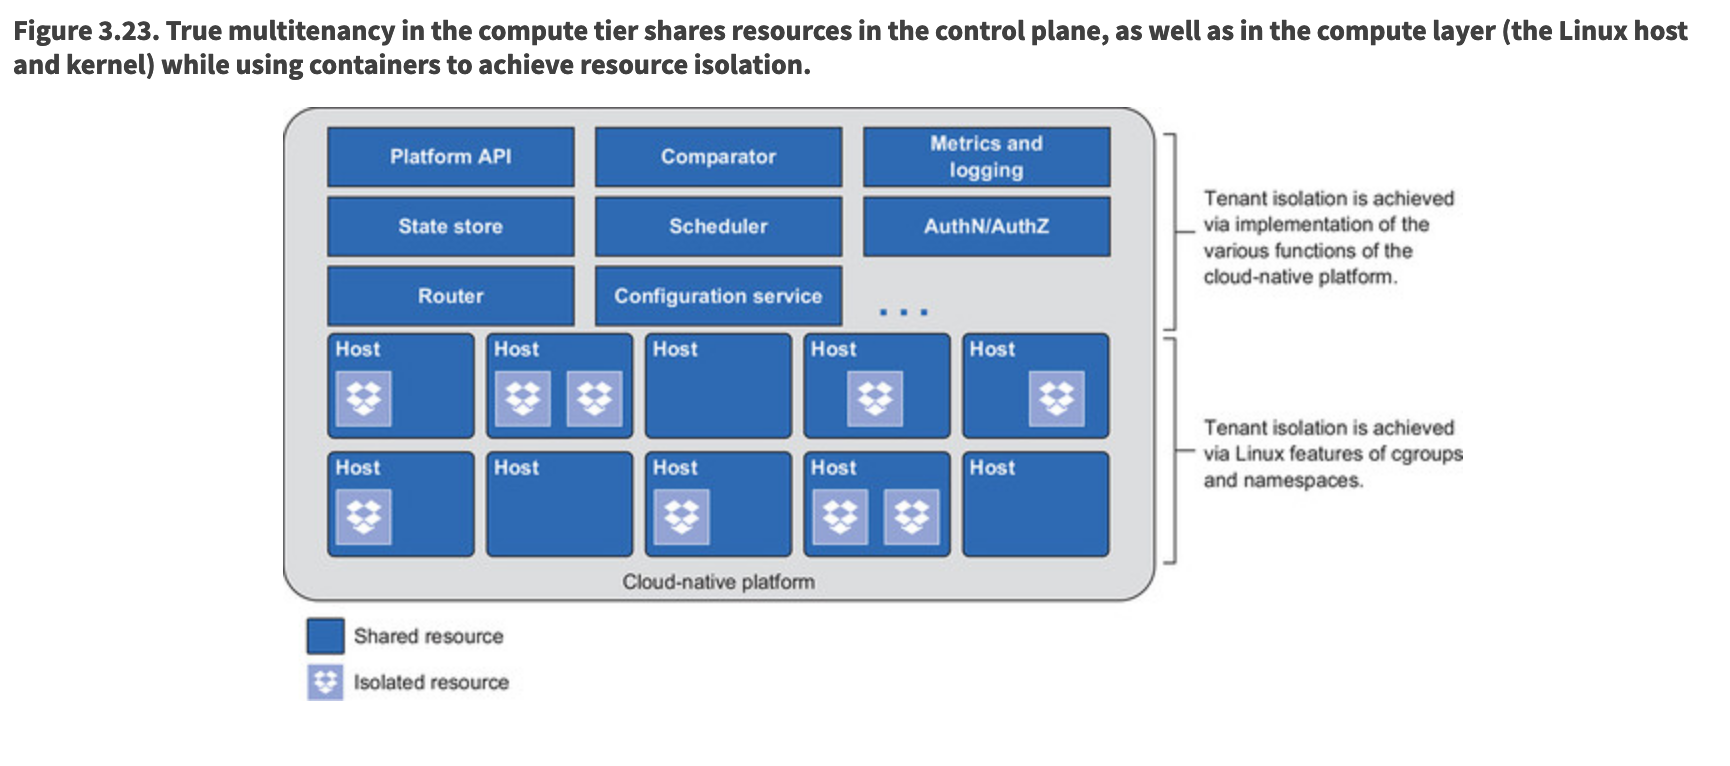 Figure 3.23. True multitenancy in the compute tier shares resources in the control plane, as well as in the compute layer (the Linux host
and kernel) while using containers to achieve resource isolation.
Platform API
Comparator
Metrics and
logging
State store
Scheduler
AuthN/AuthZ
Router
Configuration service
...
Tenant isolation is achieved
via implementation of the
various functions of the
cloud-native platform.
Host
Host
Host
Host
Host
Host
Host
Host
Host
Host
Tenant isolation is achieved
via Linux features of cgroups
and namespaces.
Cloud-native platform
Shared resource
Isolated resource